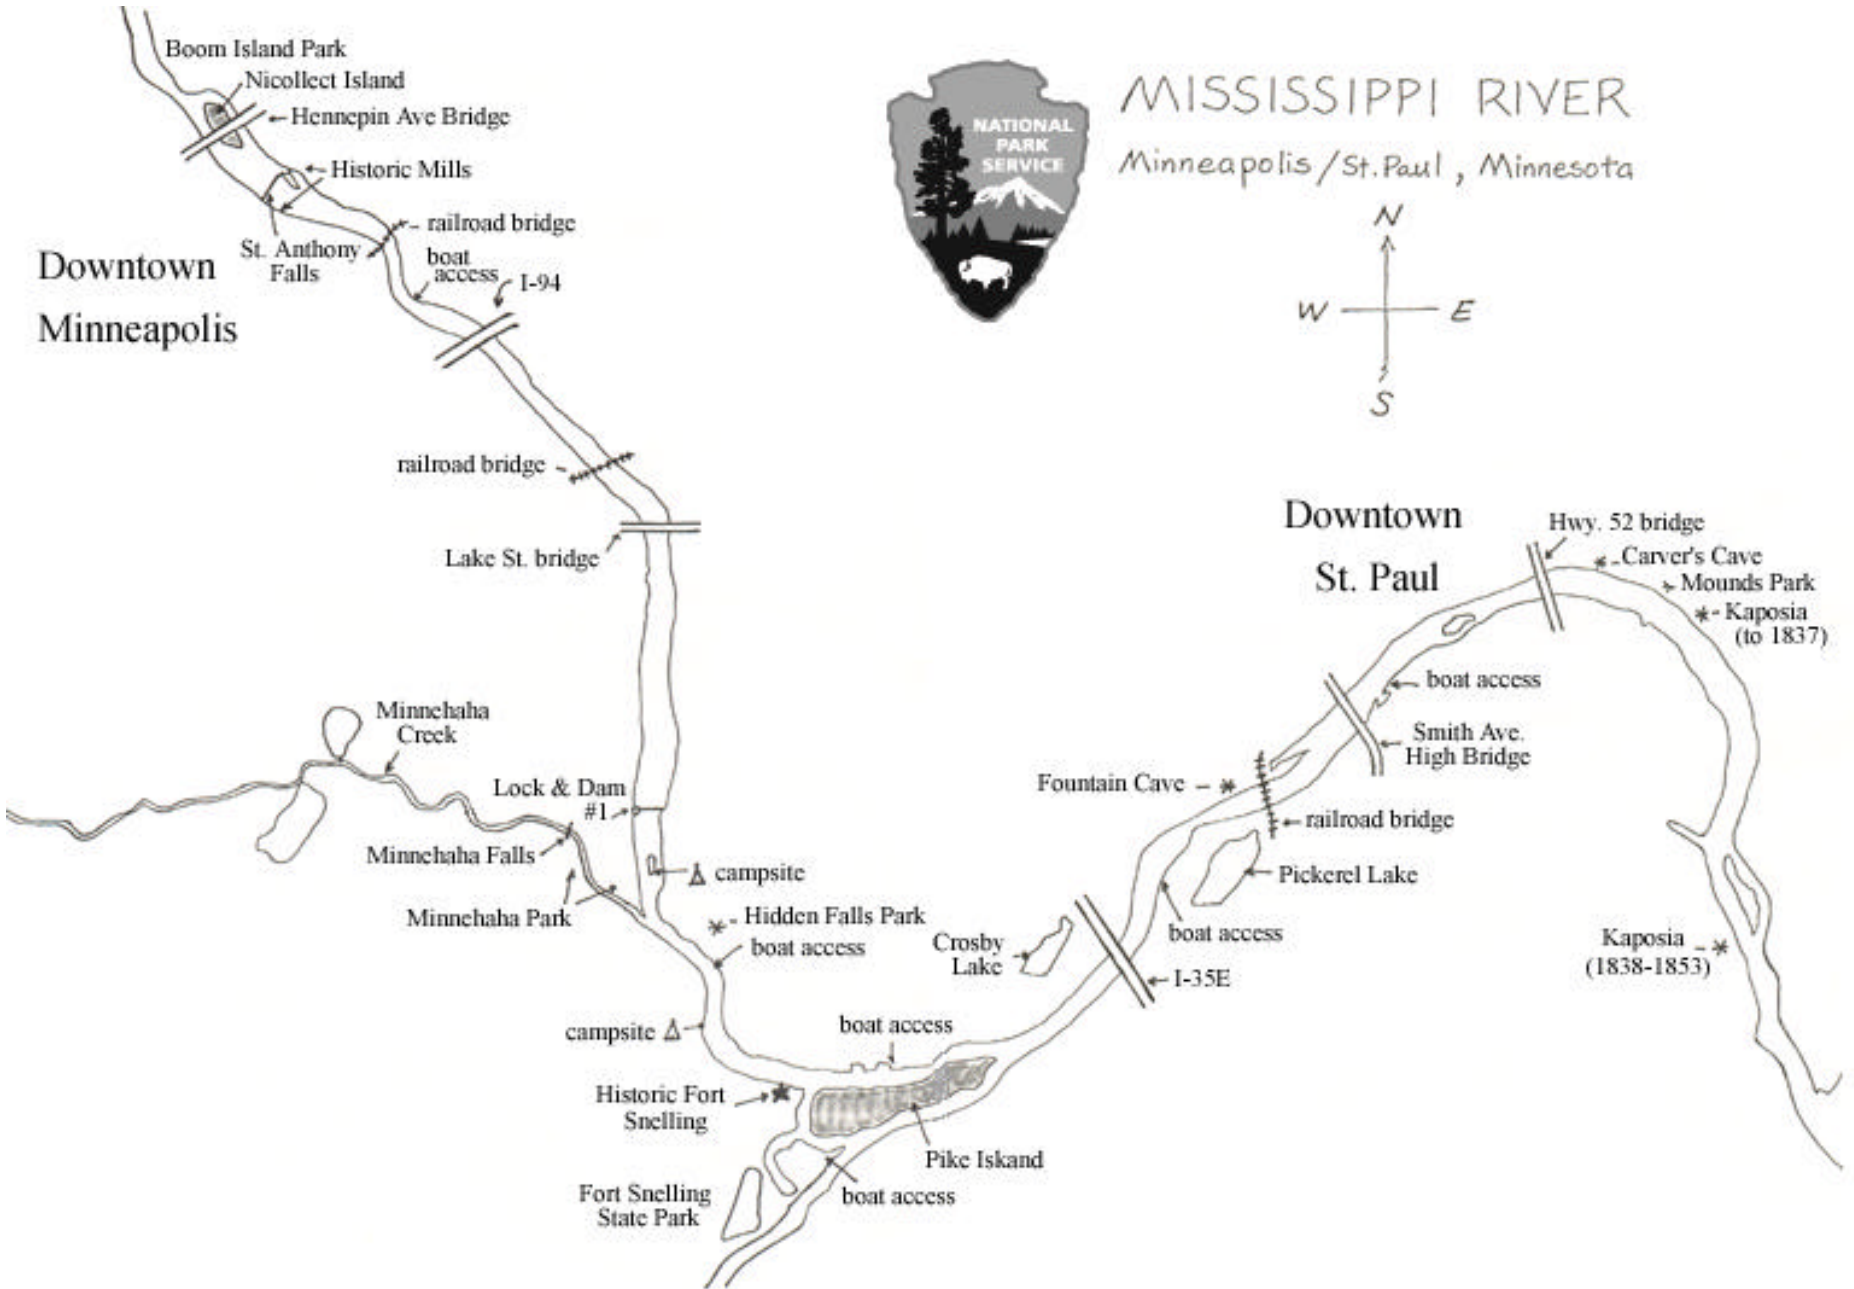 Boom Island Park
Nicollect Island
Hennepin Ave Bridge
Historic Mills
railroad bridge
St. Anthony
Falls
boat
access
I-94
Downtown
Minneapolis
railroad bridge
Lake St. bridge
NATIONAL
PARK
SERVICE
MISSISSIPPI RIVER
Minneapolis/St. Paul, Minnesota
N
W
E
S
Downtown
St. Paul
Hwy. 52 bridge
Carver's Cave
Mounds Park
Kaposia
(to 1837)
boat access
Smith Ave.
High Bridge
Fountain Cave
railroad bridge
Pickerel Lake
boat access
Crosby
Lake
I-35E
Kaposia
(1838-1853)
Minnehaha
Creek
Lock & Dam
#1
Minnehaha Falls
campsite
Minnehaha Park
Hidden Falls Park
boat access
campsite
boat access
Historic Fort
Snelling
Pike Iskand
boat access
Fort Snelling
State Park